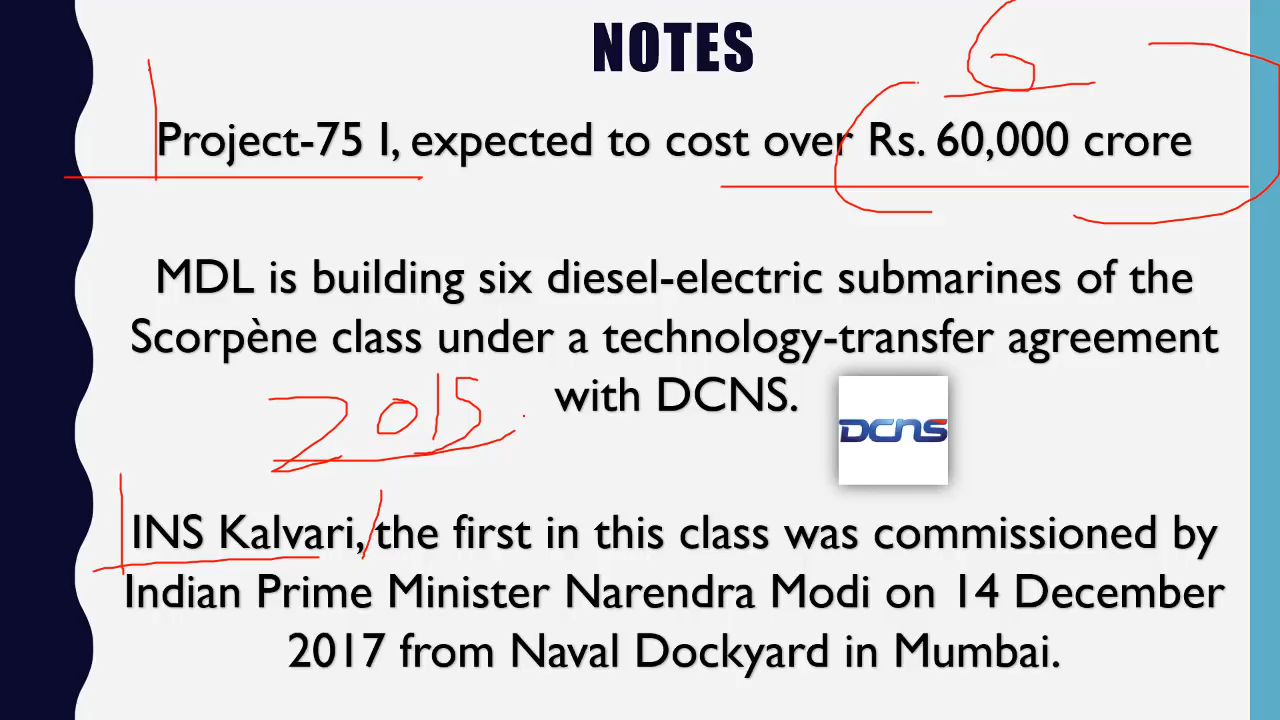 NOTES
6
Project-75 I, expected to cost over Rs. 60,000 crore
MDL is building six diesel-electric submarines of the
Scorpène class under a technology-transfer agreement
with DCNS.
2015
DCNS
INS Kalvari, the first in this class was commissioned by
Indian Prime Minister Narendra Modi on 14 December
2017 from Naval Dockyard in Mumbai.